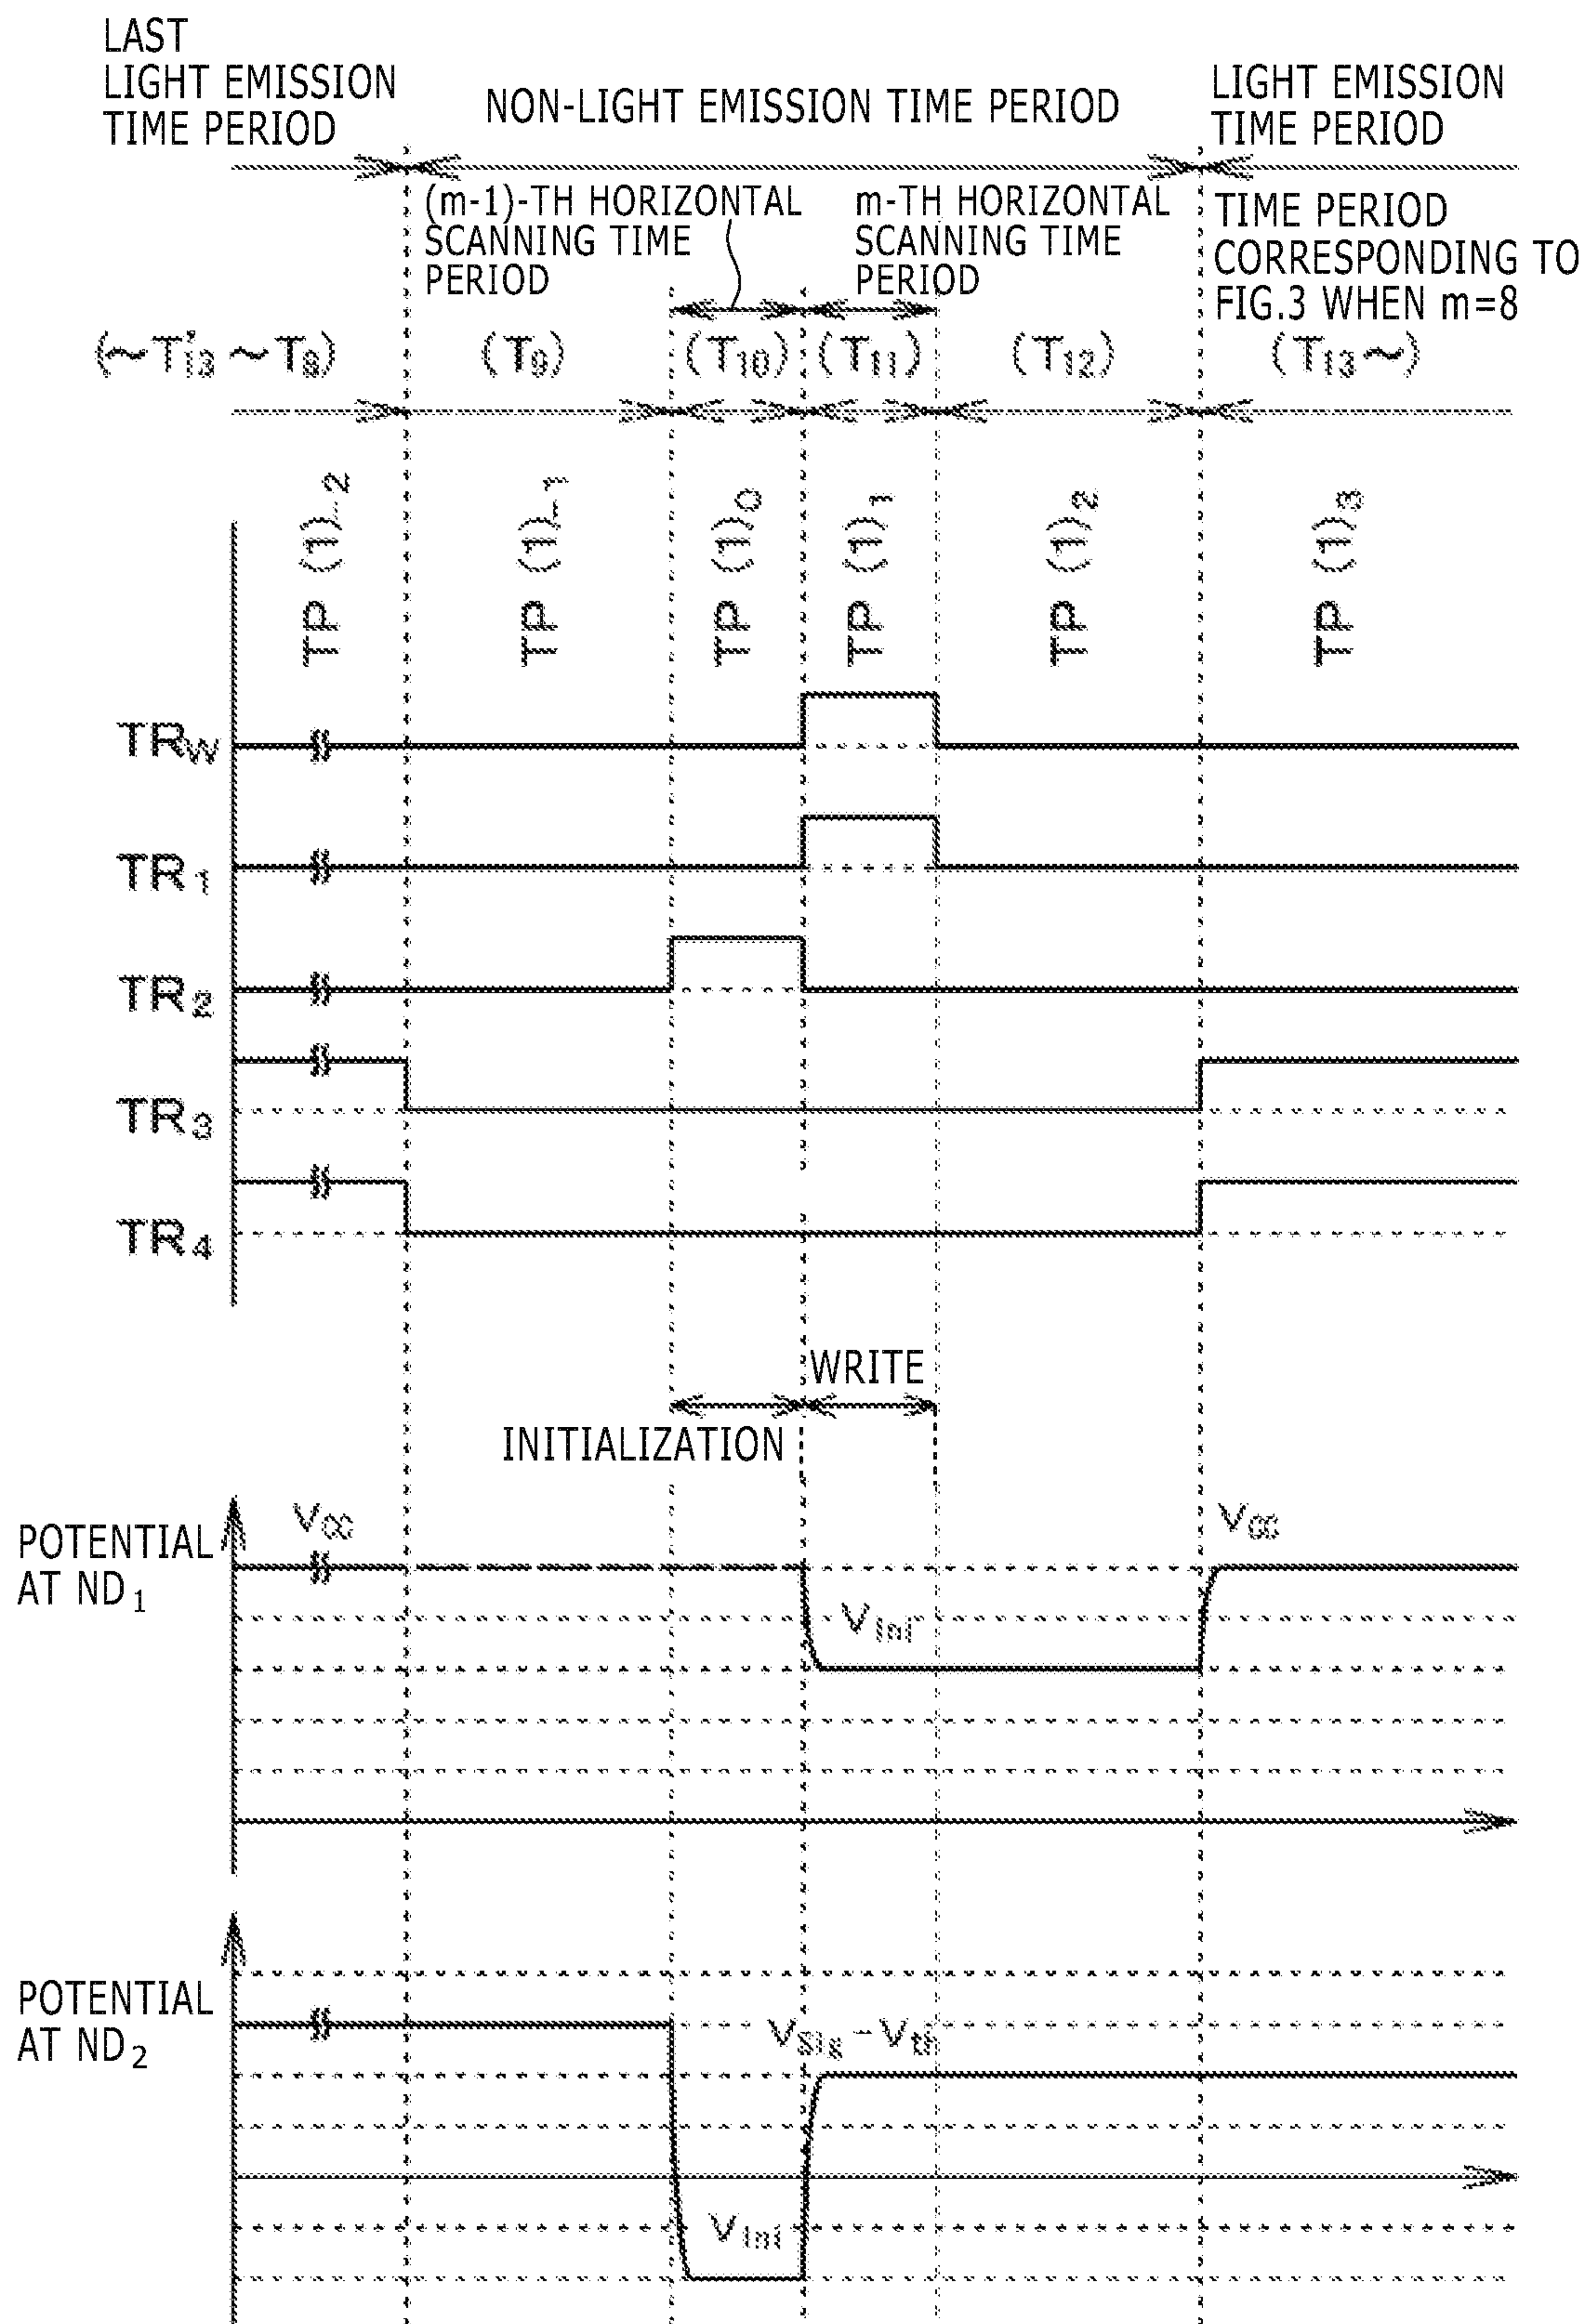 LAST
LIGHT EMISSION
TIME PERIOD
NON-LIGHT EMISSION TIME PERIOD
LIGHT EMISSION
TIME PERIOD
(m-1)-TH HORIZONTAL
SCANNING TIME
PERIOD
m-TH HORIZONTAL
SCANNING TIME
PERIOD
TIME PERIOD
CORRESPONDING TO
FIG.3 WHEN m=8
(~T'13 ~T8)
(T9)
(T10)
(T11)
(T12)
(T13~)
TP (1)-2
TP (1)-1
TP (1)0
TP (1)1
TP (1)2
TP (1)3
TRW
TR1
TR2
TR3
TR4
WRITE
INITIALIZATION
POTENTIAL
AT ND1
VCC
VIni
VCC
POTENTIAL
AT ND2
VSig-Vth
VIni